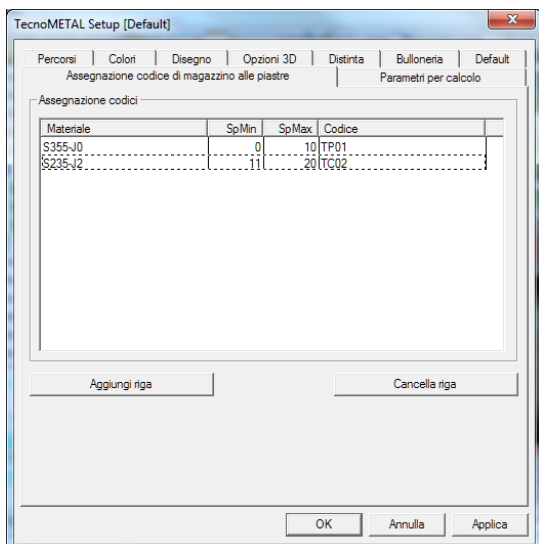 TecnoMETAL Setup [Default]
Percorsi Colori Disegno Opzioni 3D Distinta Bulloneria Default
Assegnazione codice di magazzino alle piastre Parametri per calcolo
Assegnazione codici
Materiale SpMin SpMax Codice
S355-J0 0 10 TP01
S235-J2 11 20 TC02
Aggiungi riga Cancella riga
OK Annulla Applica